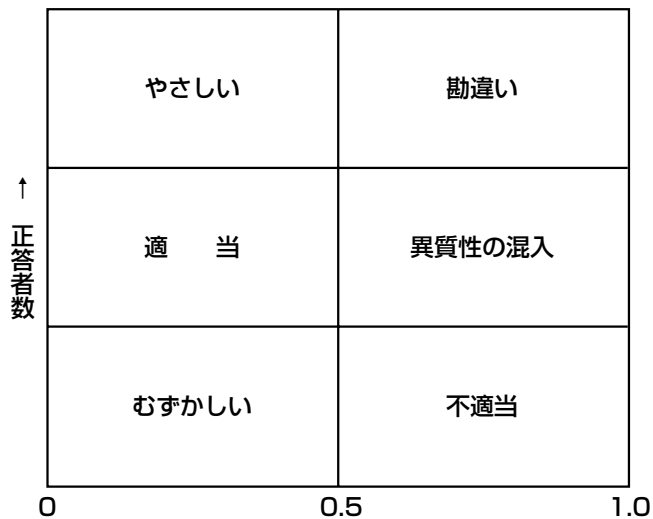 やさしい 勘違い
↑ 正答者数
適　当 異質性の混入
むずかしい 不適当
0 0.5 1.0